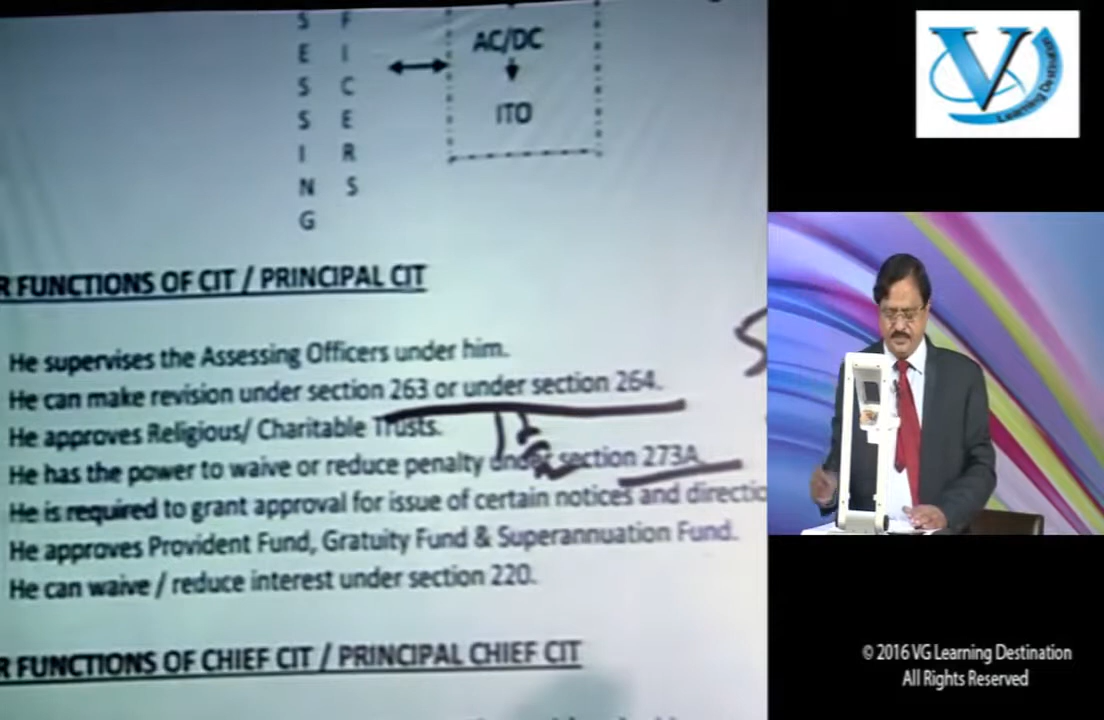 S F
E I
S C
S E
I R
N S
G
AC/DC
ITO
R FUNCTIONS OF CIT / PRINCIPAL CIT
He supervises the Assessing Officers under him.
He can make revision under section 263 or under section 264.
He approves Religious/ Charitable Trusts.
He has the power to waive or reduce penalty under section 273A
He is required to grant approval for issue of certain notices and directio
He approves Provident Fund, Gratuity Fund & Superannuation Fund.
He can waive / reduce interest under section 220.
R FUNCTIONS OF CHIEF CIT / PRINCIPAL CHIEF CIT
V
Learning Destination
© 2016 VG Learning Destination
All Rights Reserved